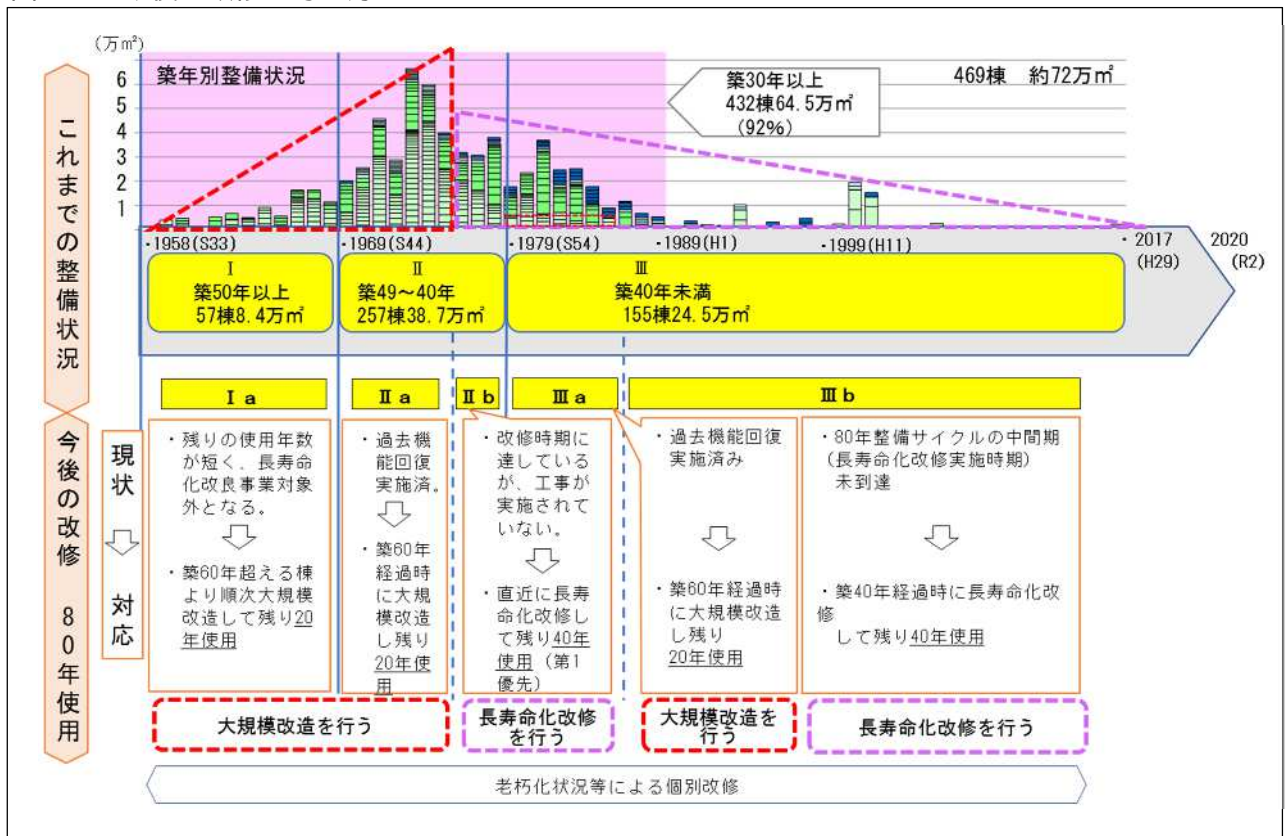 (万㎡)
築年別整備状況
469棟 約72万㎡
築30年以上
432棟64.5万㎡
(92%)
6
5
4
3
2
1
これまでの整備状況
・1958(S33)
・1969(S44)
・1979(S54)
・1989(H1)
・1999(H11)
・2017
(H29)
2020
(R2)
Ⅰ
築50年以上
57棟8.4万㎡
Ⅱ
築49～40年
257棟38.7万㎡
Ⅲ
築40年未満
155棟24.5万㎡
Ⅰa
Ⅱa
Ⅱb
Ⅲa
Ⅲb
今後の改修 80年使用
現状
対応
・残りの使用年数
が短く、長寿命
化改良事業対象
外となる。
・築60年超える棟
より順次大規模
改造して残り20
年使用
・過去機
能回復
実施済。
・築60年
経過時
に大規
模改造
し残り
20年使
用
・改修時期に
達している
が、工事が
実施されて
いない。
・直近に長寿
命化改修し
て残り40年
使用（第1
優先）
・過去機能回復
実施済み
・築60年経過時
に大規模改造
し残り
20年使用
・80年整備サイクルの中間期
（長寿命化改修実施時期）
未到達
・築40年経過時に長寿命化改
修
して残り40年使用
大規模改造を行う
長寿命化改修
を行う
大規模改造を
行う
長寿命化改修を行う
老朽化状況等による個別改修